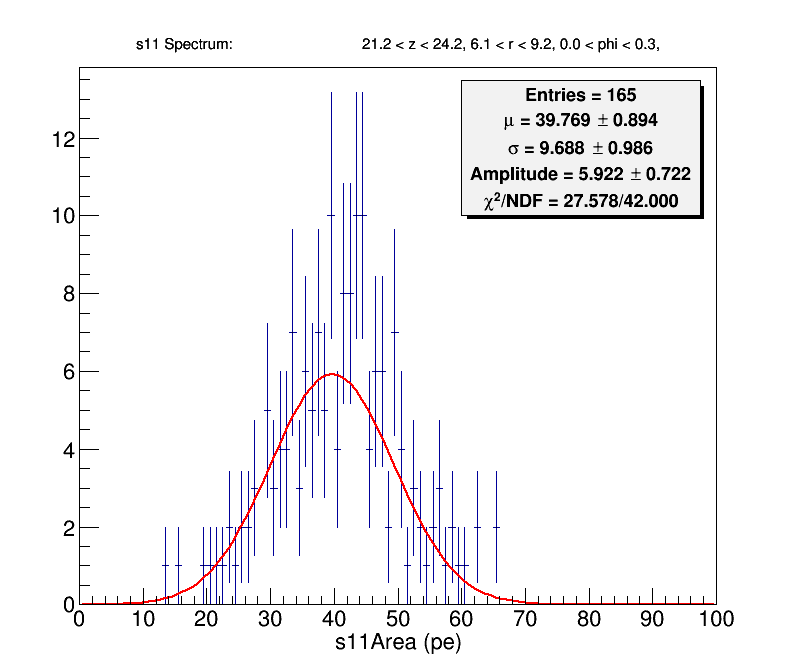 s11 Spectrum: 21.2 < z < 24.2, 6.1 < r < 9.2, 0.0 < phi < 0.3,
Entries = 165
μ = 39.769 ± 0.894
σ = 9.688 ± 0.986
Amplitude = 5.922 ± 0.722
χ²/NDF = 27.578/42.000
12
10
8
6
4
2
0
0 10 20 30 40 50 60 70 80 90 100
s11Area (pe)